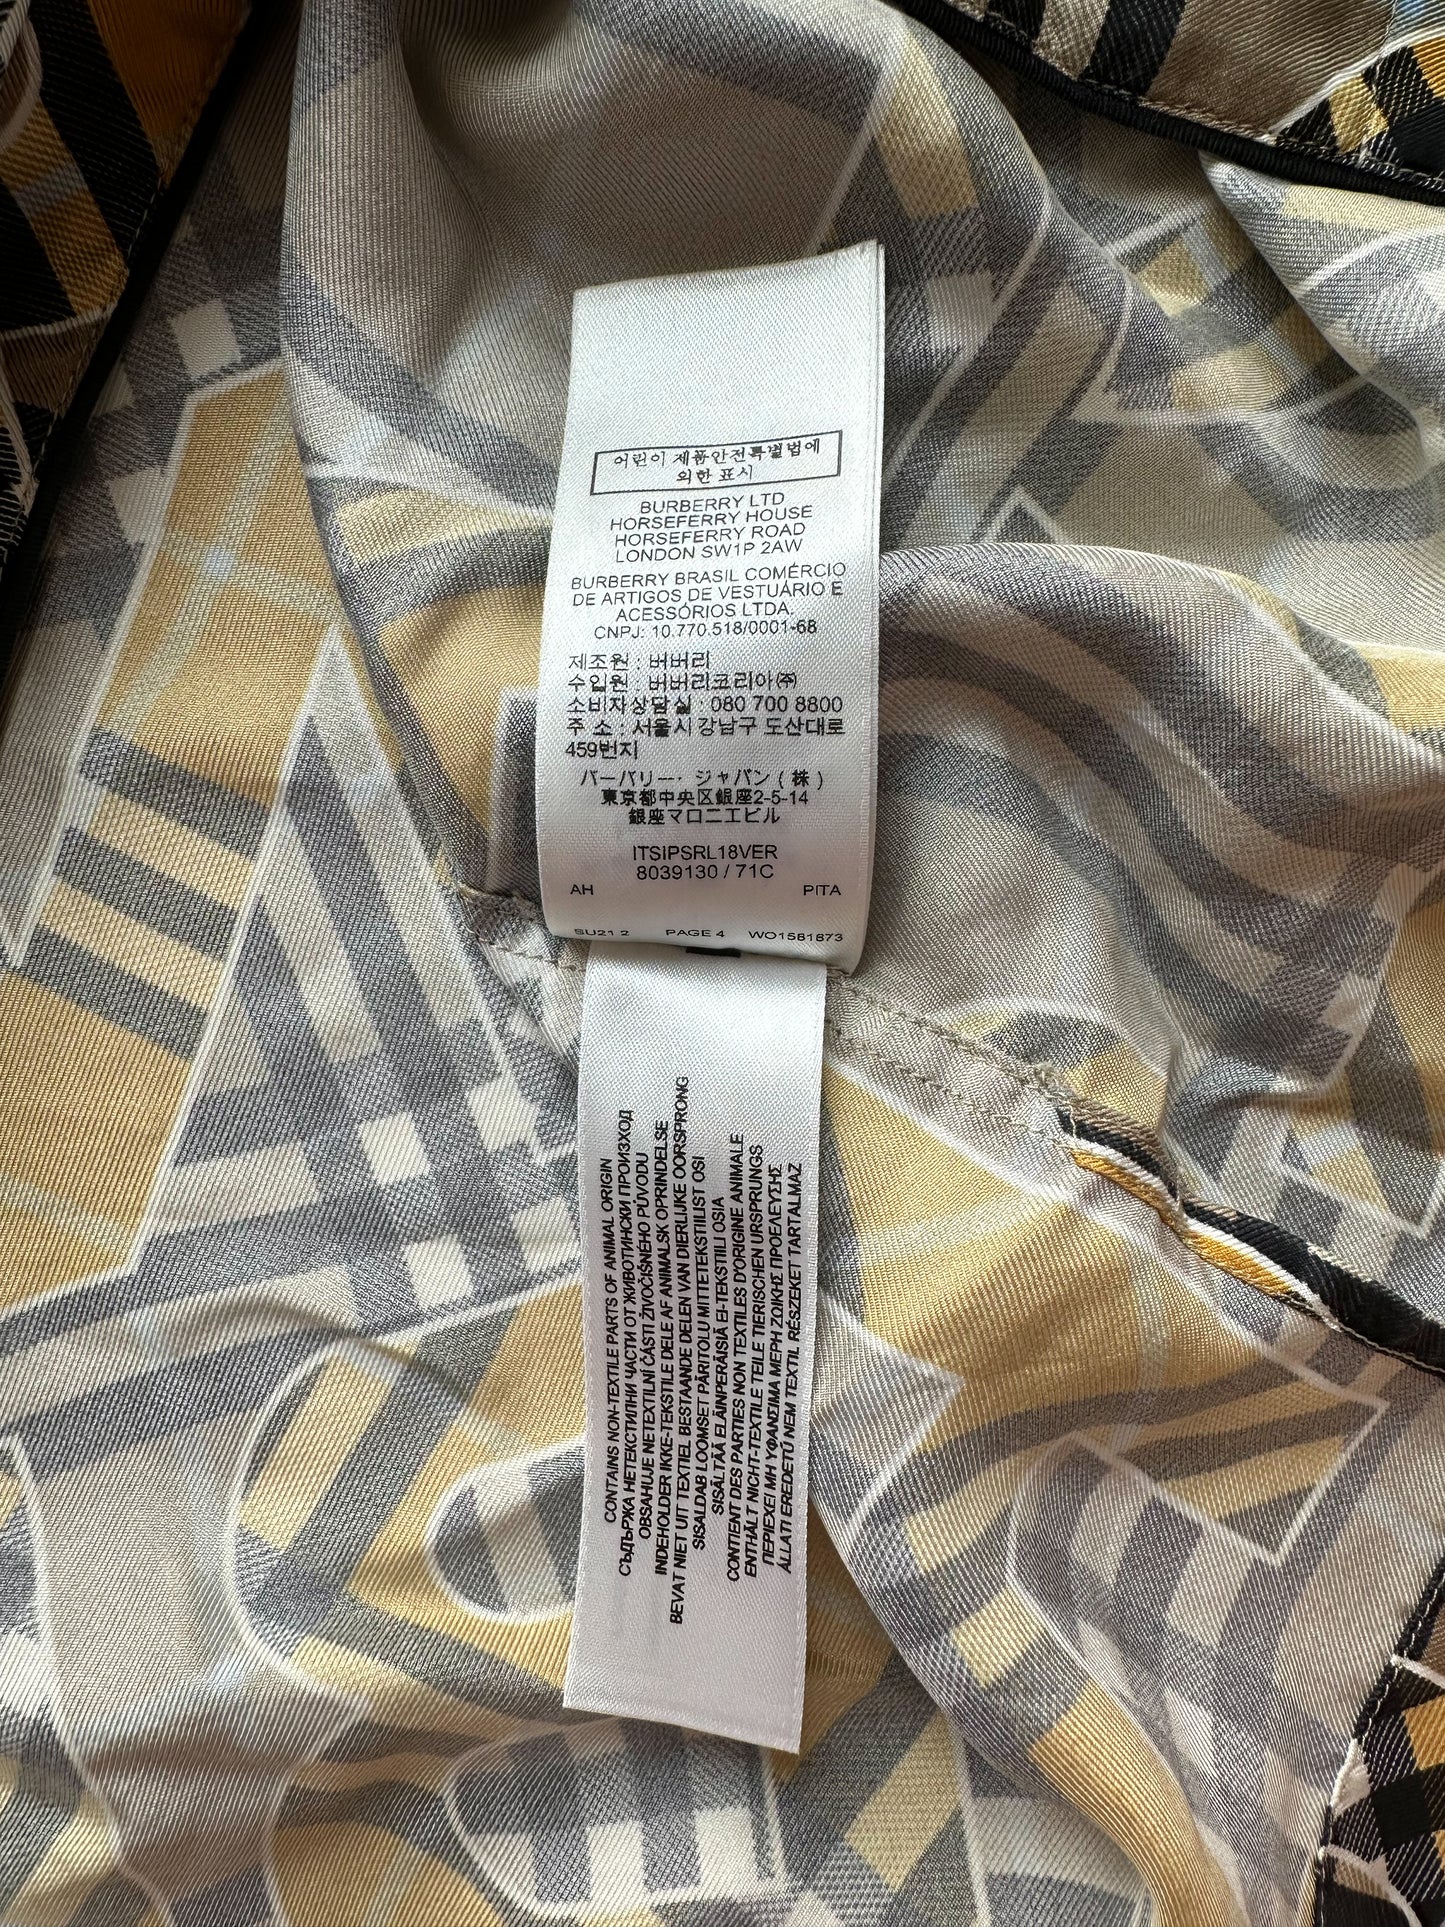 어린이 제품안전특별법에
의한 표시
BURBERRY LTD
HORSEFERRY HOUSE
HORSEFERRY ROAD
LONDON SW1P 2AW
BURBERRY BRASIL COMÉRCIO
DE ARTIGOS DE VESTUÁRIO E
ACESSÓRIOS LTDA.
CNPJ: 10.770.518/0001-68
제조원 : 버버리
수입원 : 버버리코리아㈜
소비자상담실 : 080 700 8800
주 소 : 서울시 강남구 도산대로
459번지
バーバリー・ジャパン(株)
東京都中央区銀座2-5-14
銀座マロニエビル
ITSIPSRL18VER
8039130 / 71C
AH PITA
SU21 2 PAGE 4 WO1581873
CONTAINS NON-TEXTILE PARTS OF ANIMAL ORIGIN
СЪДЪРЖА НЕТЕКСТИЛНИ ЧАСТИ ОТ ЖИВОТИНСКИ ПРОИЗХОД
OBSAHUJE NETEXTILNÍ ČÁSTI ŽIVOČIŠNÉHO PŮVODU
INDEHOLDER IKKE-TEKSTILE DELE AF ANIMALSK OPRINDELSE
BEVAT NIET UIT TEXTIEL BESTAANDE DELEN VAN DIERLIJKE OORSPRONG
SISALDAB LOOMSET PÄRITOLU MITTETEKSTIILIST OSI
SISÄLTÄÄ ELÄINPERÄISIÄ EI-TEKSTIILI OSIA
CONTIENT DES PARTIES NON TEXTILES D'ORIGINE ANIMALE
ENTHÄLT NICHT-TEXTILE TEILE TIERISCHEN URSPRUNGS
ΠΕΡΙΕΧΕΙ ΜΗ ΥΦΑΝΣΙΜΑ ΜΕΡΗ ΖΩΙΚΗΣ ΠΡΟΕΛΕΥΣΗΣ
ÁLLATI EREDETŰ NEM TEXTIL RÉSZEKET TARTALMAZ